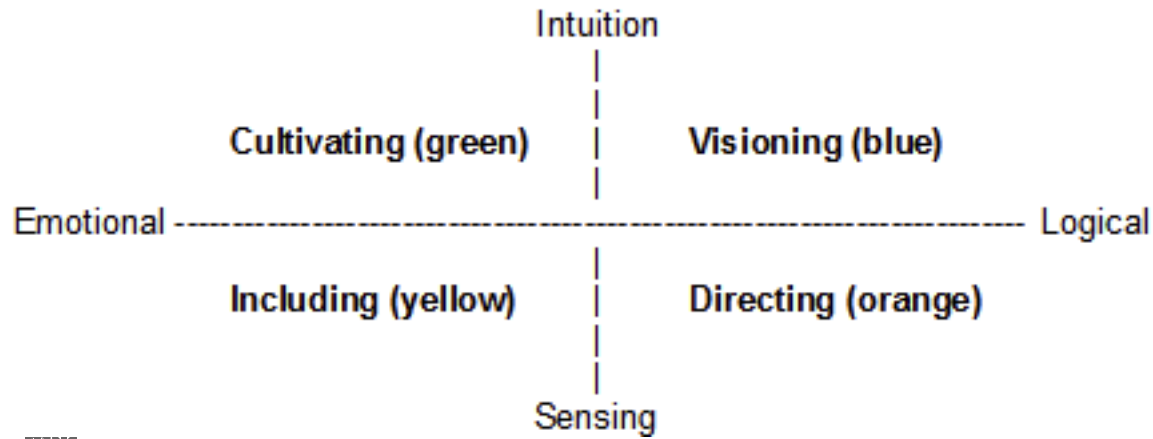 Intuition
Cultivating (green) Visioning (blue)
Emotional Logical
Including (yellow) Directing (orange)
Sensing